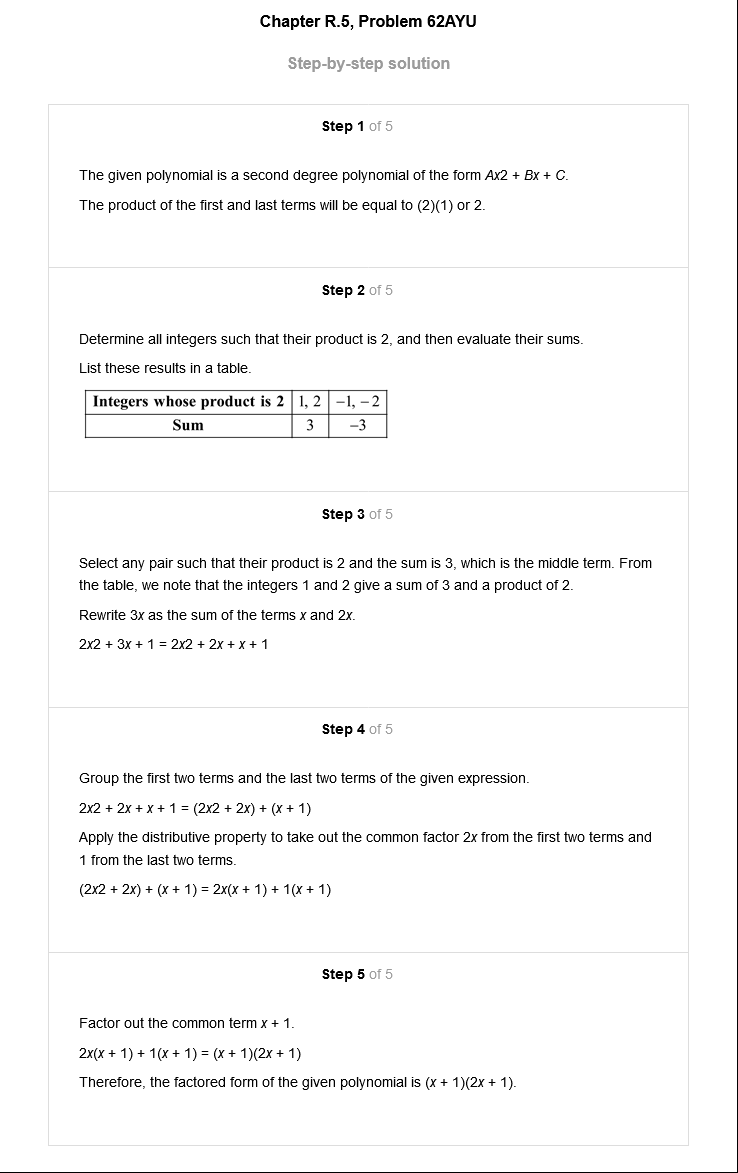 Chapter R.5, Problem 62AYU
Step-by-step solution
Step 1 of 5
The given polynomial is a second degree polynomial of the form Ax2 + Bx + C.
The product of the first and last terms will be equal to (2)(1) or 2.
Step 2 of 5
Determine all integers such that their product is 2, and then evaluate their sums.
List these results in a table.
Integers whose product is 2 1, 2 −1, −2
Sum 3 −3
Step 3 of 5
Select any pair such that their product is 2 and the sum is 3, which is the middle term. From
the table, we note that the integers 1 and 2 give a sum of 3 and a product of 2.
Rewrite 3x as the sum of the terms x and 2x.
2x2 + 3x + 1 = 2x2 + 2x + x + 1
Step 4 of 5
Group the first two terms and the last two terms of the given expression.
2x2 + 2x + x + 1 = (2x2 + 2x) + (x + 1)
Apply the distributive property to take out the common factor 2x from the first two terms and
1 from the last two terms.
(2x2 + 2x) + (x + 1) = 2x(x + 1) + 1(x + 1)
Step 5 of 5
Factor out the common term x + 1.
2x(x + 1) + 1(x + 1) = (x + 1)(2x + 1)
Therefore, the factored form of the given polynomial is (x + 1)(2x + 1).